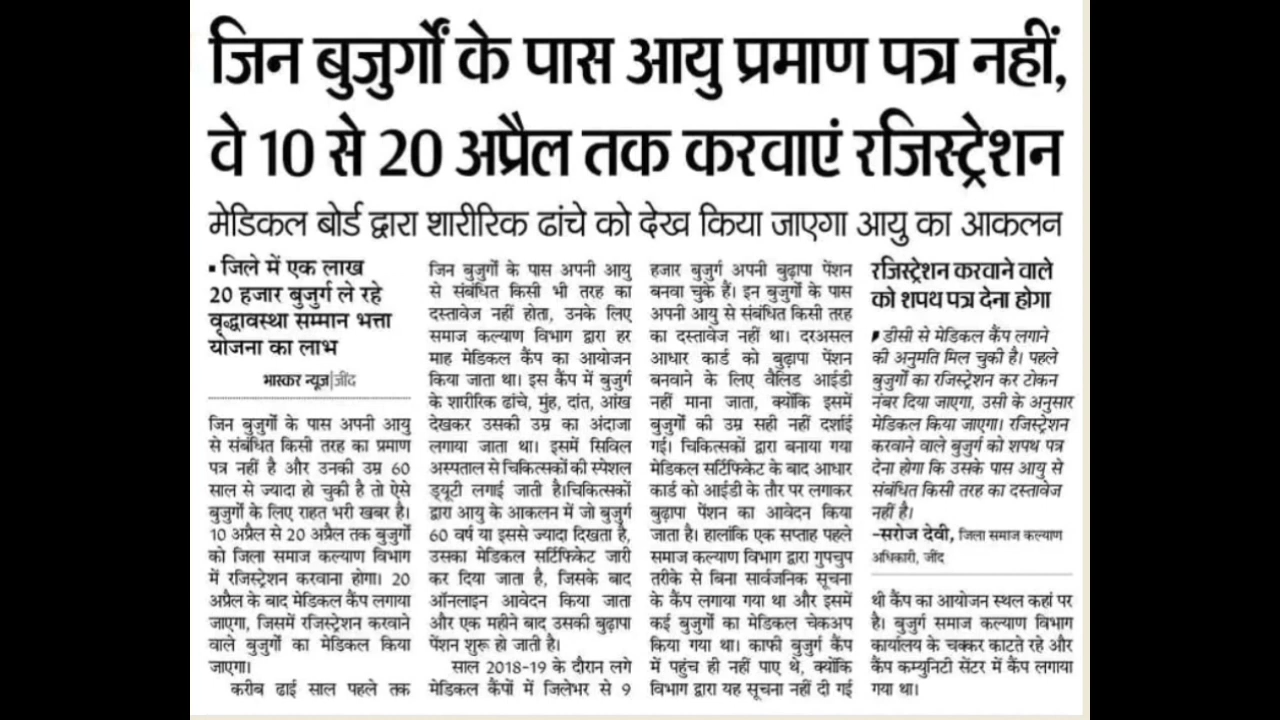 जिन बुजुर्गों के पास आयु प्रमाण पत्र नहीं,
वे 10 से 20 अप्रैल तक करवाएं रजिस्ट्रेशन
मेडिकल बोर्ड द्वारा शारीरिक ढांचे को देख किया जाएगा आयु का आकलन
▪ जिले में एक लाख
20 हजार बुजुर्ग ले रहे
वृद्धावस्था सम्मान भत्ता
योजना का लाभ
भास्कर न्यूज|जींद
जिन बुजुर्गों के पास अपनी आयु
से संबंधित किसी तरह का प्रमाण
पत्र नहीं है और उनकी उम्र 60
साल से ज्यादा हो चुकी है तो ऐसे
बुजुर्गों के लिए राहत भरी खबर है।
10 अप्रैल से 20 अप्रैल तक बुजुर्गों
को जिला समाज कल्याण विभाग
में रजिस्ट्रेशन करवाना होगा। 20
अप्रैल के बाद मेडिकल कैंप लगाया
जाएगा, जिसमें रजिस्ट्रेशन करवाने
वाले बुजुर्गों का मेडिकल किया
जाएगा।
करीब ढाई साल पहले तक
जिन बुजुर्गों के पास अपनी आयु
से संबंधित किसी भी तरह का
दस्तावेज नहीं होता, उनके लिए
समाज कल्याण विभाग द्वारा हर
माह मेडिकल कैंप का आयोजन
किया जाता था। इस कैंप में बुजुर्ग
के शारीरिक ढांचे, मुंह, दांत, आंख
देखकर उसकी उम्र का अंदाजा
लगाया जाता था। इसमें सिविल
अस्पताल से चिकित्सकों की स्पेशल
ड्यूटी लगाई जाती है।चिकित्सकों
द्वारा आयु के आकलन में जो बुजुर्ग
60 वर्ष या इससे ज्यादा दिखता है,
उसका मेडिकल सर्टिफिकेट जारी
कर दिया जाता है, जिसके बाद
ऑनलाइन आवेदन किया जाता
और एक महीने बाद उसकी बुढ़ापा
पेंशन शुरू हो जाती है।
साल 2018-19 के दौरान लगे
मेडिकल कैंपों में जिलेभर से 9
हजार बुजुर्ग अपनी बुढ़ापा पेंशन
बनवा चुके हैं। इन बुजुर्गों के पास
अपनी आयु से संबंधित किसी तरह
का दस्तावेज नहीं था। दरअसल
आधार कार्ड को बुढ़ापा पेंशन
बनवाने के लिए वैलिड आईडी
नहीं माना जाता, क्योंकि इसमें
बुजुर्गों की उम्र सही नहीं दर्शाई
गई। चिकित्सकों द्वारा बनाया गया
मेडिकल सर्टिफिकेट के बाद आधार
कार्ड को आईडी के तौर पर लगाकर
बुढ़ापा पेंशन का आवेदन किया
जाता है। हालांकि एक सप्ताह पहले
समाज कल्याण विभाग द्वारा गुपचुप
तरीके से बिना सार्वजनिक सूचना
के कैंप लगाया गया था और इसमें
कई बुजुर्गों का मेडिकल चेकअप
किया गया था। काफी बुजुर्ग कैंप
में पहुंच ही नहीं पाए थे, क्योंकि
विभाग द्वारा यह सूचना नहीं दी गई
रजिस्ट्रेशन करवाने वाले
को शपथ पत्र देना होगा
डीसी से मेडिकल कैंप लगाने
की अनुमति मिल चुकी है। पहले
बुजुर्गों का रजिस्ट्रेशन कर टोकन
नंबर दिया जाएगा, उसी के अनुसार
मेडिकल किया जाएगा। रजिस्ट्रेशन
करवाने वाले बुजुर्ग को शपथ पत्र
देना होगा कि उसके पास आयु से
संबंधित किसी तरह का दस्तावेज
नहीं है।
-सरोज देवी, जिला समाज कल्याण
अधिकारी, जींद
थी कैंप का आयोजन स्थल कहां पर
है। बुजुर्ग समाज कल्याण विभाग
कार्यालय के चक्कर काटते रहे और
कैंप कम्युनिटी सेंटर में कैंप लगाया
गया था।